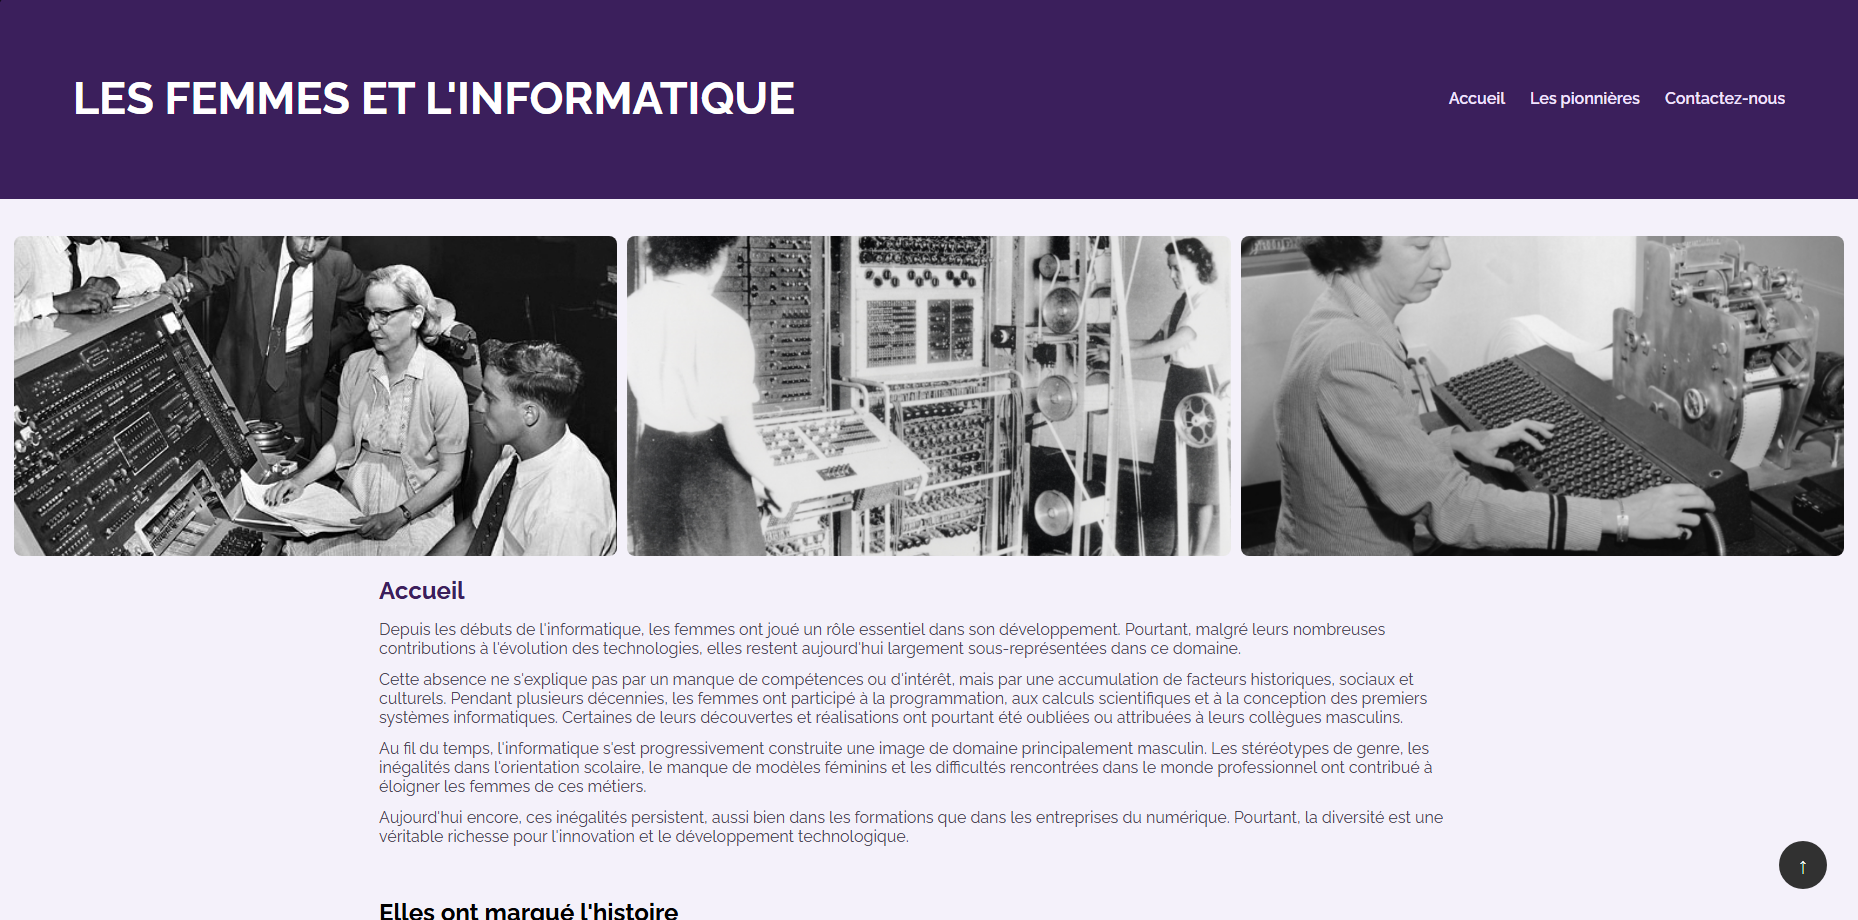 LES FEMMES ET L'INFORMATIQUE
Accueil Les pionnières Contactez-nous
Accueil
Depuis les débuts de l'informatique, les femmes ont joué un rôle essentiel dans son développement. Pourtant, malgré leurs nombreuses
contributions à l'évolution des technologies, elles restent aujourd'hui largement sous-représentées dans ce domaine.
Cette absence ne s'explique pas par un manque de compétences ou d'intérêt, mais par une accumulation de facteurs historiques, sociaux et
culturels. Pendant plusieurs décennies, les femmes ont participé à la programmation, aux calculs scientifiques et à la conception des premiers
systèmes informatiques. Certaines de leurs découvertes et réalisations ont pourtant été oubliées ou attribuées à leurs collègues masculins.
Au fil du temps, l'informatique s'est progressivement construite une image de domaine principalement masculin. Les stéréotypes de genre, les
inégalités dans l'orientation scolaire, le manque de modèles féminins et les difficultés rencontrées dans le monde professionnel ont contribué à
éloigner les femmes de ces métiers.
Aujourd'hui encore, ces inégalités persistent, aussi bien dans les formations que dans les entreprises du numérique. Pourtant, la diversité est une
véritable richesse pour l'innovation et le développement technologique.
↑
Elles ont marqué l'histoire